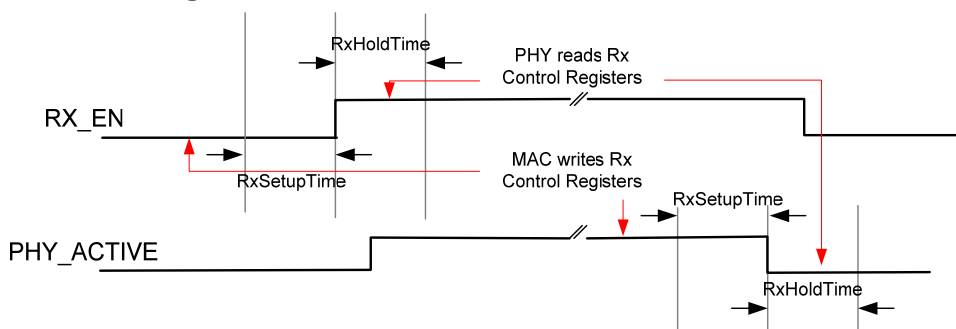 RxHoldTime
PHY reads Rx
Control Registers
RX_EN
MAC writes Rx
Control Registers
RxSetupTime
RxSetupTime
PHY_ACTIVE
RxHoldTime